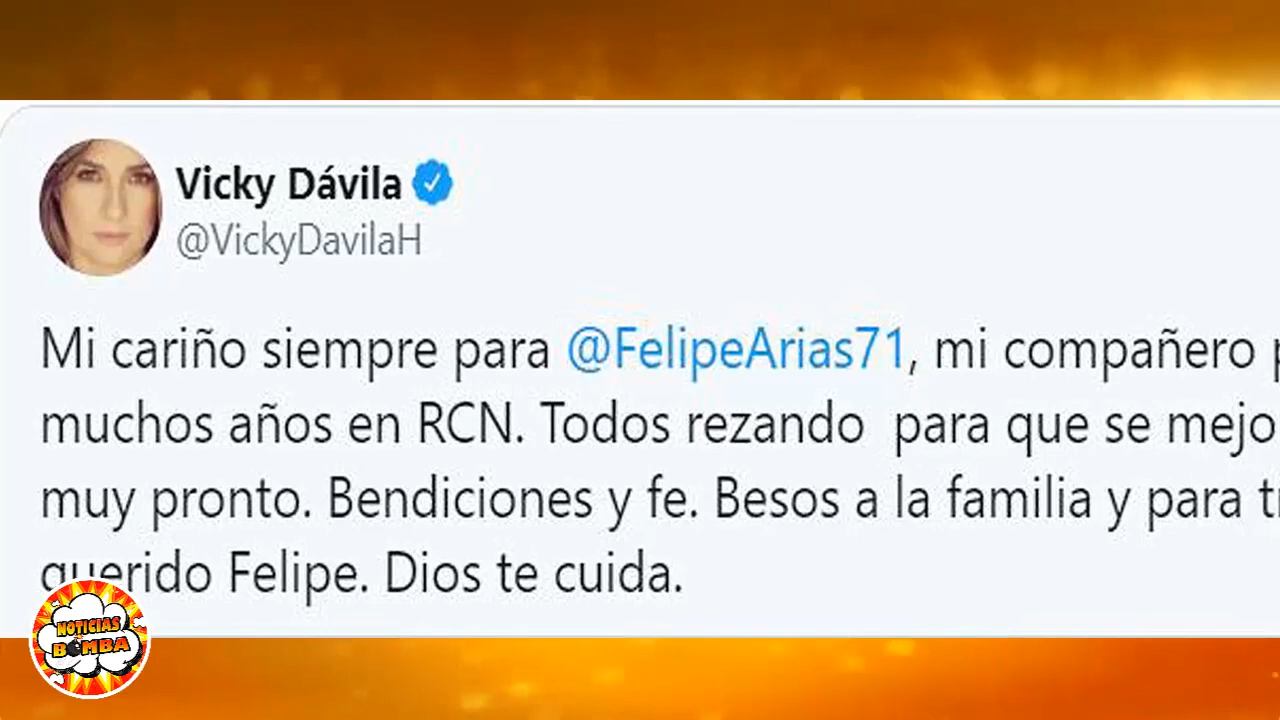 Vicky Dávila
@VickyDavilaH
Mi cariño siempre para @FelipeArias71, mi compañero
muchos años en RCN. Todos rezando para que se mejo
muy pronto. Bendiciones y fe. Besos a la familia y para
querido Felipe. Dios te cuida.
NOTICIAS
BOMBA